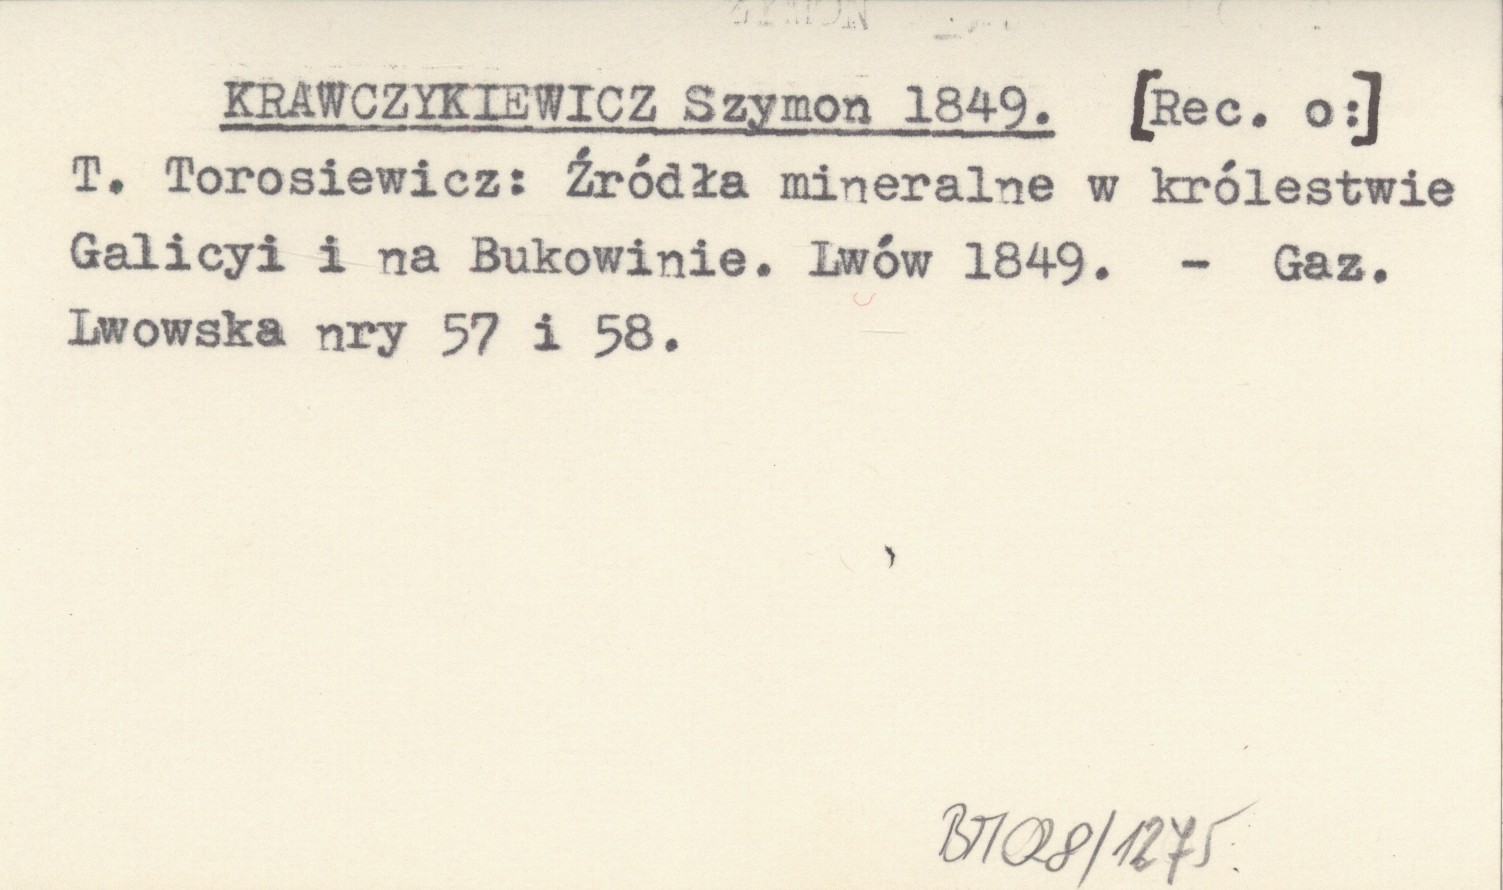 KRAWCZYKIEWICZ Szymon 1849. [Rec. o:]
T. Torosiewicz: Źródła mineralne w królestwie
Galicyi i na Bukowinie. Lwów 1849. - Gaz.
Lwowska nry 57 i 58.
28/1275.